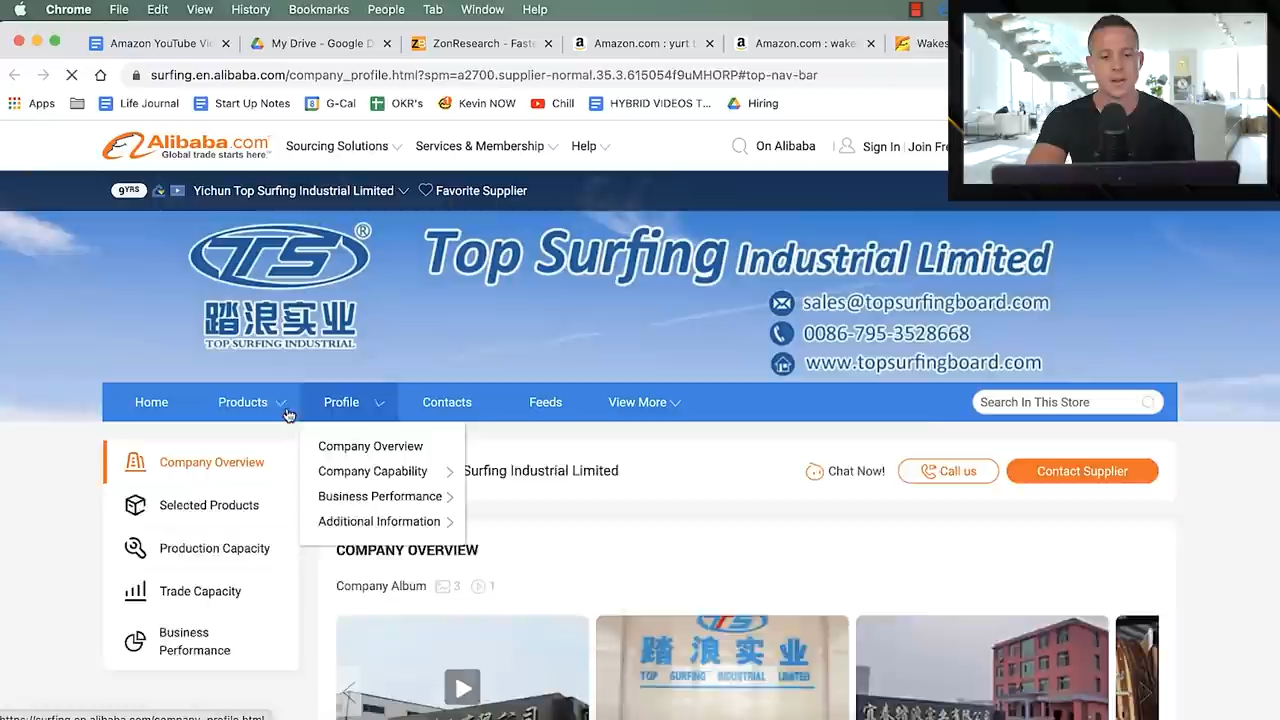 Chrome File Edit View History Bookmarks People Tab Window Help
Amazon YouTube Vi
My Drive - Google D
ZonResearch - Faste
Amazon.com : yurt t
Amazon.com : wake
Wakes
surfing.en.alibaba.com/company_profile.html?spm=a2700.supplier-normal.35.3.615054f9uMHORP#top-nav-bar
Apps
Life Journal
Start Up Notes
G-Cal
OKR's
Kevin NOW
Chill
HYBRID VIDEOS T...
Hiring
Alibaba.com
Global trade starts here™
Sourcing Solutions
Services & Membership
Help
On Alibaba
Sign In
Join Fre
9YRS
Yichun Top Surfing Industrial Limited
Favorite Supplier
TS®
踏浪实业
TOP SURFING INDUSTRIAL
Top Surfing Industrial Limited
sales@topsurfingboard.com
0086-795-3528668
www.topsurfingboard.com
Home
Products
Profile
Contacts
Feeds
View More
Search In This Store
Company Overview
Company Capability
Business Performance
Additional Information
Company Overview
Selected Products
Production Capacity
Trade Capacity
Business
Performance
Surfing Industrial Limited
Chat Now!
Call us
Contact Supplier
COMPANY OVERVIEW
Company Album 3 1
踏浪实业
TOP SURFING INDUSTRIAL LIMITED